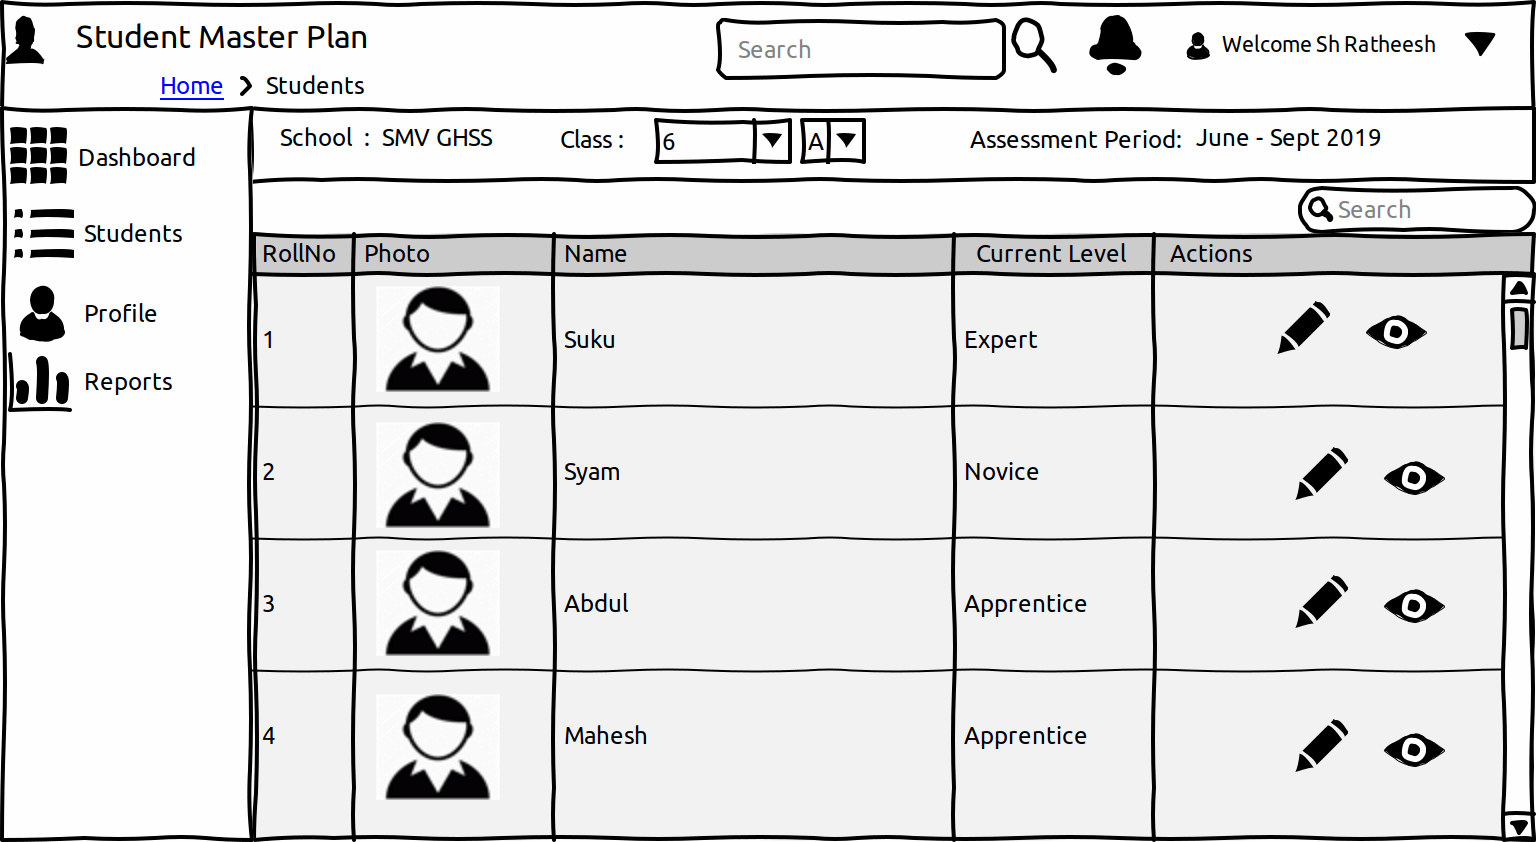 Student Master Plan
Search
Welcome Sh Ratheesh
Home
Students
School : SMV GHSS
Class :
6
A
Assessment Period: June - Sept 2019
Dashboard
Students
Profile
Reports
Search
RollNo Photo Name Current Level Actions
1 Suku Expert
2 Syam Novice
3 Abdul Apprentice
4 Mahesh Apprentice